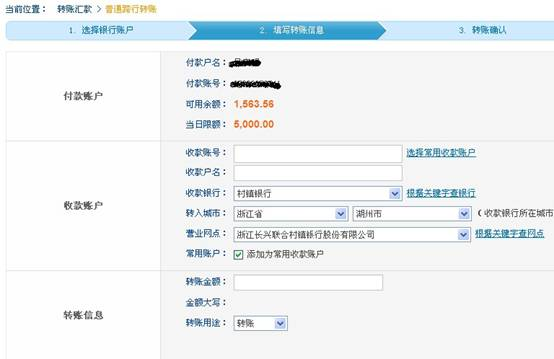 当前位置： 转账汇款 > 普通跨行转账
1. 选择银行账户
2. 填写转账信息
3. 转账确认
付款账户
付款户名：
付款账号：
可用余额： 1,563.56
当日限额： 5,000.00
收款账户
收款账号： 选择常用收款账户
收款户名：
收款银行： 村镇银行 根据关键字查银行
转入城市： 浙江省 湖州市 （收款银行所在城市
营业网点： 浙江长兴联合村镇银行股份有限公司 根据关键字查网点
常用账户： 添加为常用收款账户
转账信息
转账金额：
金额大写：
转账用途： 转账